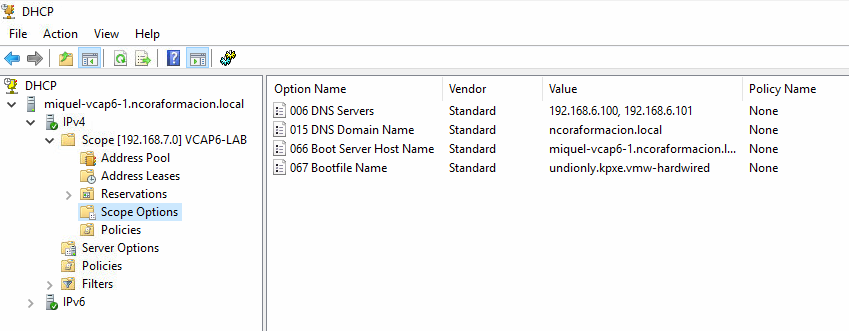 DHCP
File Action View Help
DHCP
miquel-vcap6-1.ncoraformacion.local
IPv4
Scope [192.168.7.0] VCAP6-LAB
Address Pool
Address Leases
Reservations
Scope Options
Policies
Server Options
Policies
Filters
IPv6
Option Name Vendor Value Policy Name
006 DNS Servers Standard 192.168.6.100, 192.168.6.101 None
015 DNS Domain Name Standard ncoraformacion.local None
066 Boot Server Host Name Standard miquel-vcap6-1.ncoraformacion.l... None
067 Bootfile Name Standard undionly.kpxe.vmw-hardwired None